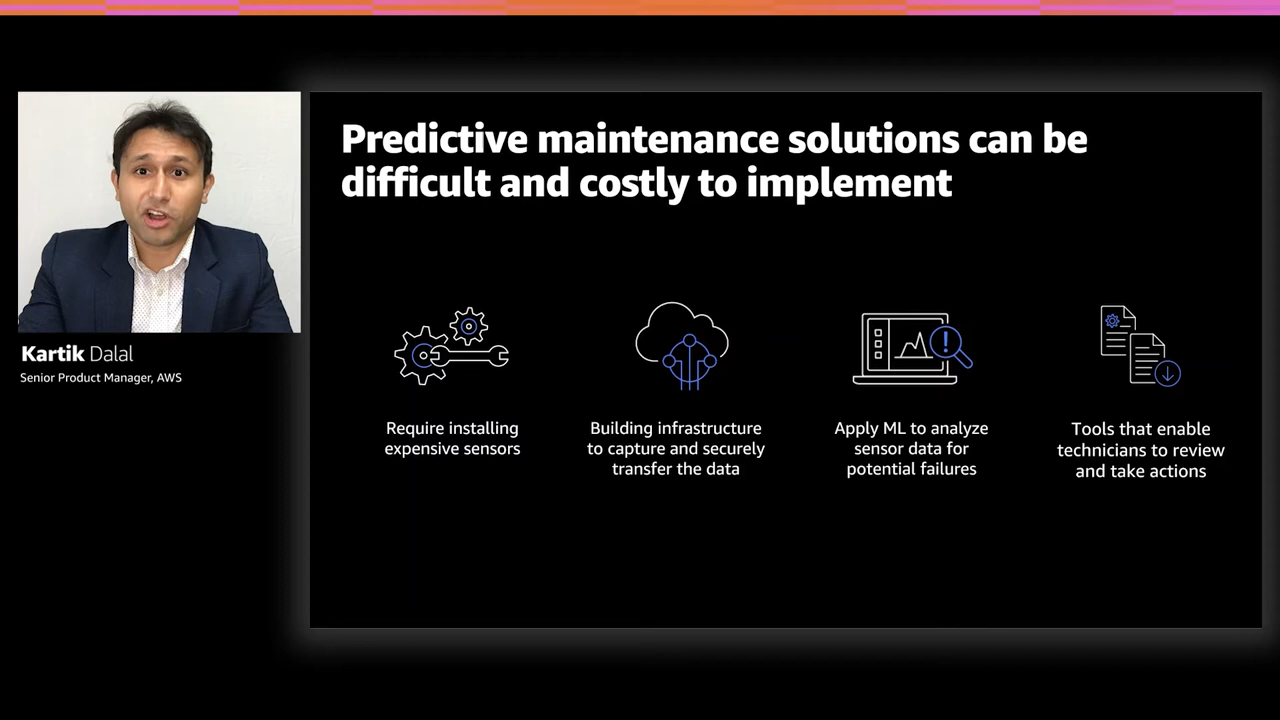 Predictive maintenance solutions can be
difficult and costly to implement
Kartik Dalal
Senior Product Manager, AWS
Require installing
expensive sensors
Building infrastructure
to capture and securely
transfer the data
Apply ML to analyze
sensor data for
potential failures
Tools that enable
technicians to review
and take actions